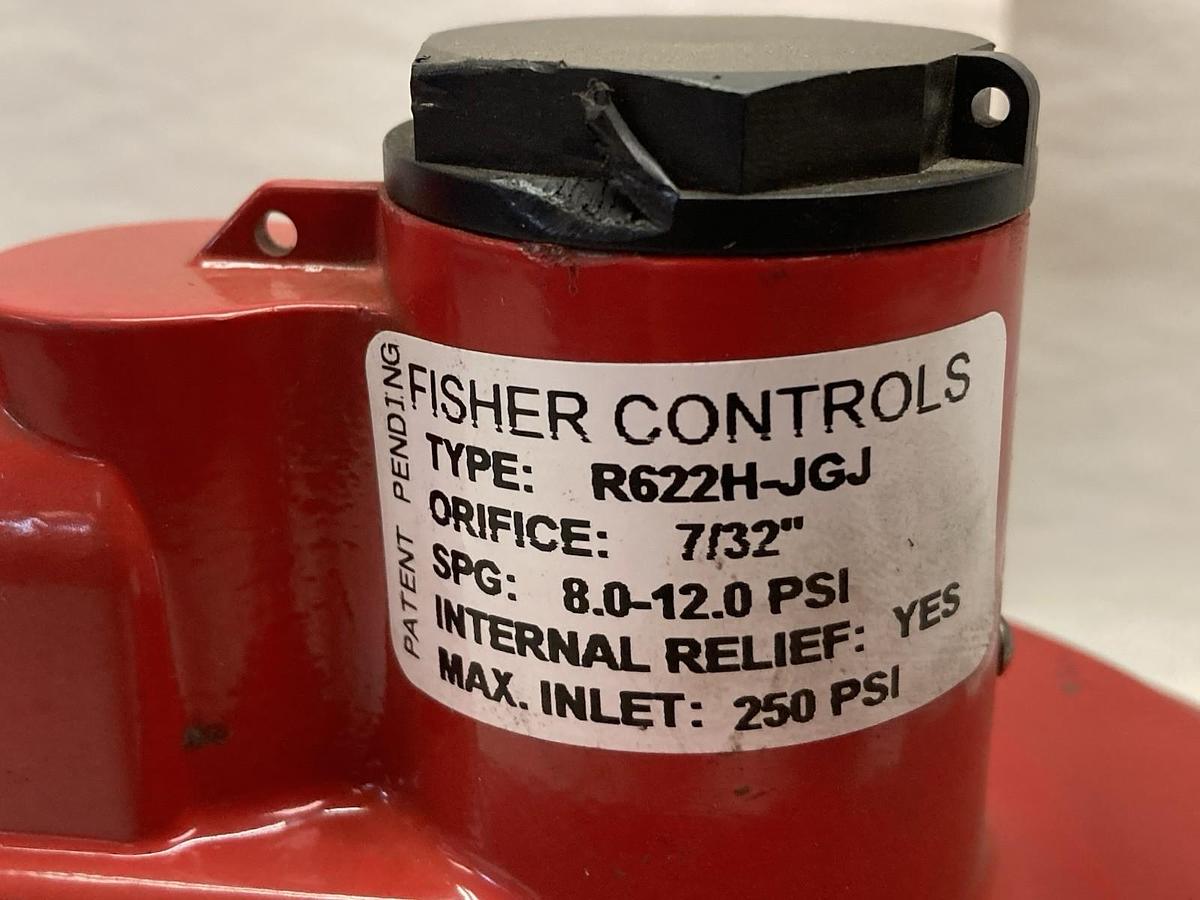 FISHER CONTROLS
TYPE: R622H-JGJ
ORIFICE: 7/32"
SPG: 8.0-12.0 PSI
INTERNAL RELIEF: YES
MAX. INLET: 250 PSI
PATENT PENDING